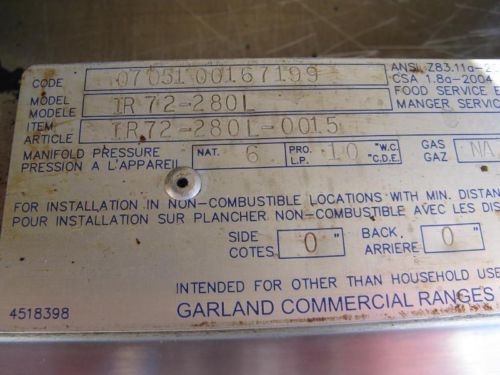 ANSI Z83.11a-20
CODE 0705100167199 CSA 1.8a-2004
FOOD SERVICE E
MODEL
MODELE IR72-280L MANGER SERVIC
ITEM
ARTICLE IR72-280L-0015
MANIFOLD PRESSURE NAT. 6 PRO. 10 "W.C. GAS NA
PRESSION A L'APPAREIL L.P. "C.D.E. GAZ
FOR INSTALLATION IN NON-COMBUSTIBLE LOCATIONS WITH MIN. DISTAN
POUR INSTALLATION SUR PLANCHER NON-COMBUSTIBLE AVEC LES DIS
SIDE 0 " BACK. 0 "
COTES ARRIERE
INTENDED FOR OTHER THAN HOUSEHOLD USE
4518398 GARLAND COMMERCIAL RANGES